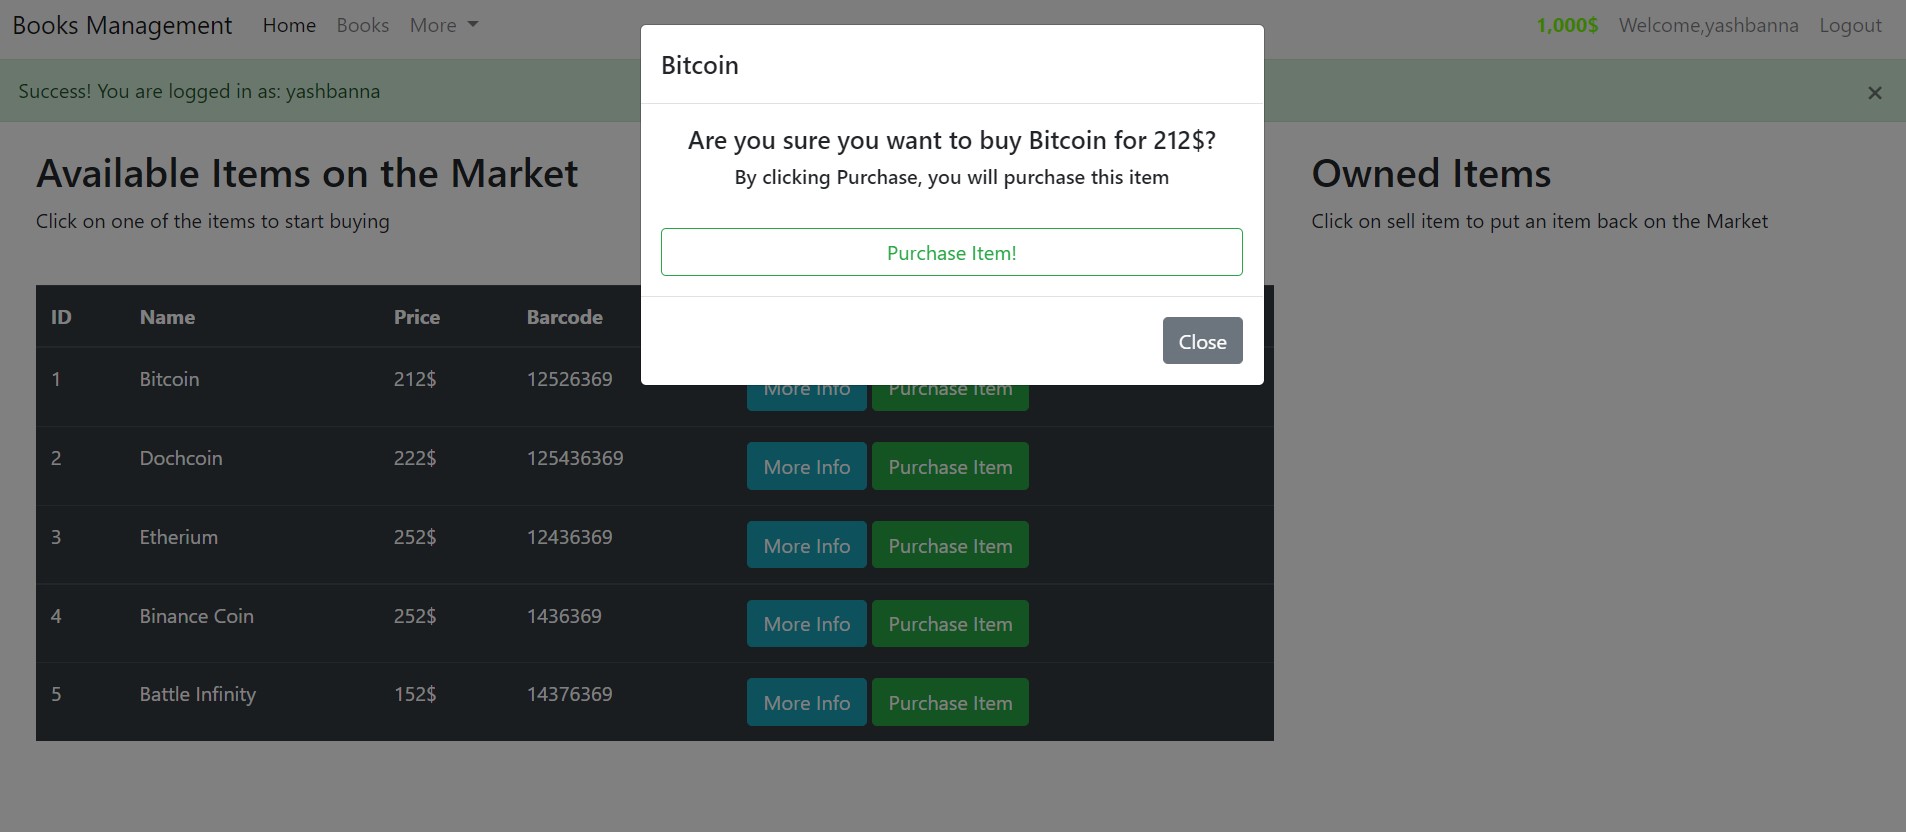 Books Management Home Books More 1,000$ Welcome,yashbanna Logout
Success! You are logged in as: yashbanna ×
Bitcoin
Are you sure you want to buy Bitcoin for 212$?
By clicking Purchase, you will purchase this item
Purchase Item!
Close
Available Items on the Market
Click on one of the items to start buying
ID Name Price Barcode
1 Bitcoin 212$ 12526369 More Info Purchase Item
2 Dochcoin 222$ 125436369 More Info Purchase Item
3 Etherium 252$ 12436369 More Info Purchase Item
4 Binance Coin 252$ 1436369 More Info Purchase Item
5 Battle Infinity 152$ 14376369 More Info Purchase Item
Owned Items
Click on sell item to put an item back on the Market